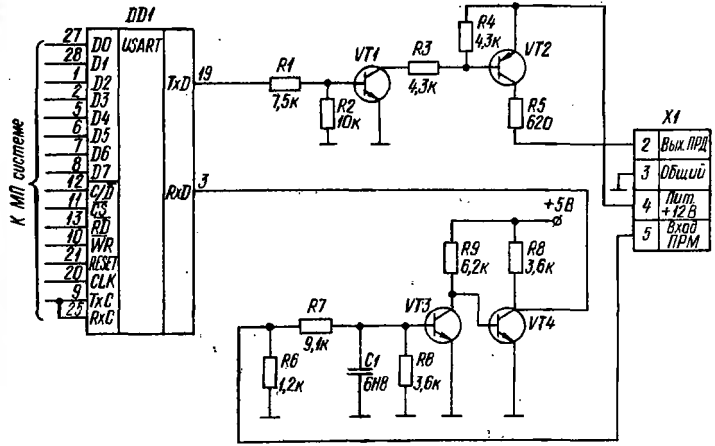 DD1
К МП системе
27 D0 USART
28 D1
1 D2 TxD 19
2 D3
5 D4
6 D5
7 D6
8 D7
12 C/D̅ RxD 3
11 C̅S̅
13 R̅D̅
10 W̅R̅
21 RESET
20 CLK
9 TxC
25 RxC
R1
7,5к
R2
10к
VT1
R3
4,3к
R4
4,3к
VT2
R5
620
X1
2 Вых. ПРД
3 Общий
4 Пит. +12В
5 Вход ПРМ
+5В
R9
6,2к
R8
3,6к
VT3
VT4
R7
9,1к
R6
1,2к
C1
6Н8
R8
3,6к